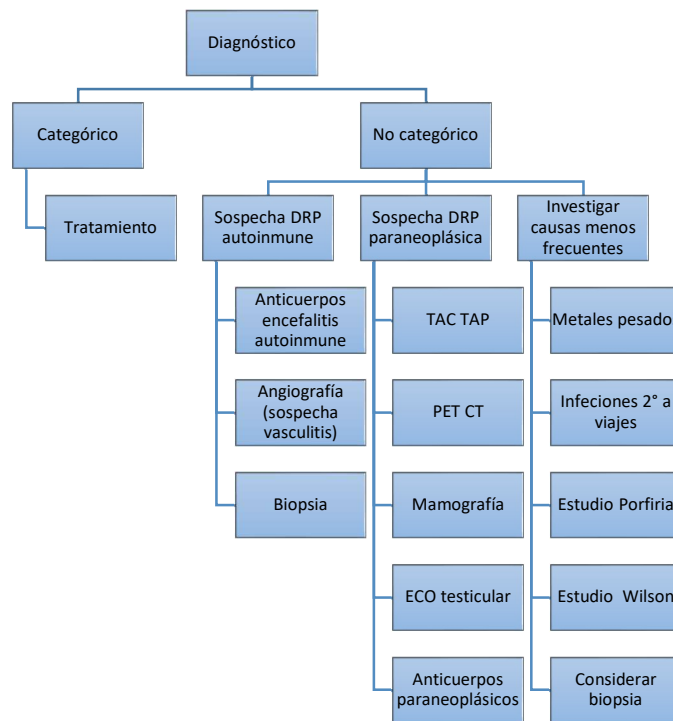 Diagnóstico
Categórico
No categórico
Tratamiento
Sospecha DRP
autoinmune
Sospecha DRP
paraneoplásica
Investigar
causas menos
frecuentes
Anticuerpos
encefalitis
autoinmune
TAC TAP
Metales pesado
Angiografía
(sospecha
vasculitis)
PET CT
Infeciones 2° a
viajes
Biopsia
Mamografía
Estudio Porfiria
ECO testicular
Estudio Wilson
Anticuerpos
paraneoplásicos
Considerar
biopsia